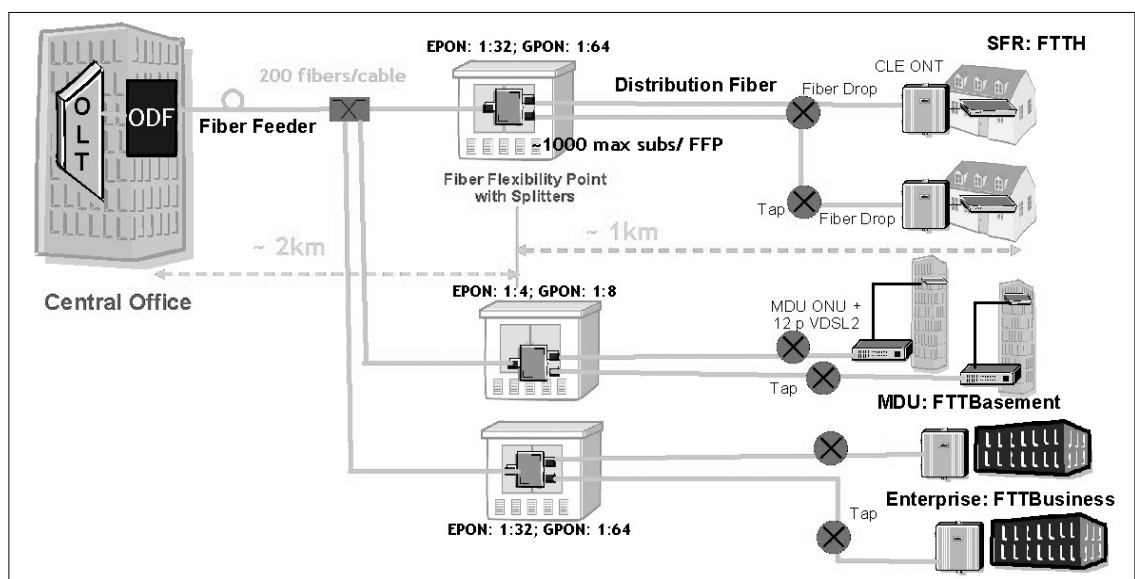 EPON: 1:32; GPON: 1:64
SFR: FTTH
200 fibers/cable
CLE ONT
OLT
ODF
Distribution Fiber
Fiber Drop
Fiber Feeder
~1000 max subs/ FFP
Fiber Flexibility Point
with Splitters
Tap
Fiber Drop
~ 2km
~ 1km
Central Office
EPON: 1:4; GPON: 1:8
MDU ONU +
12 p VDSL2
Tap
MDU: FTTBasement
Enterprise: FTTBusiness
Tap
EPON: 1:32; GPON: 1:64